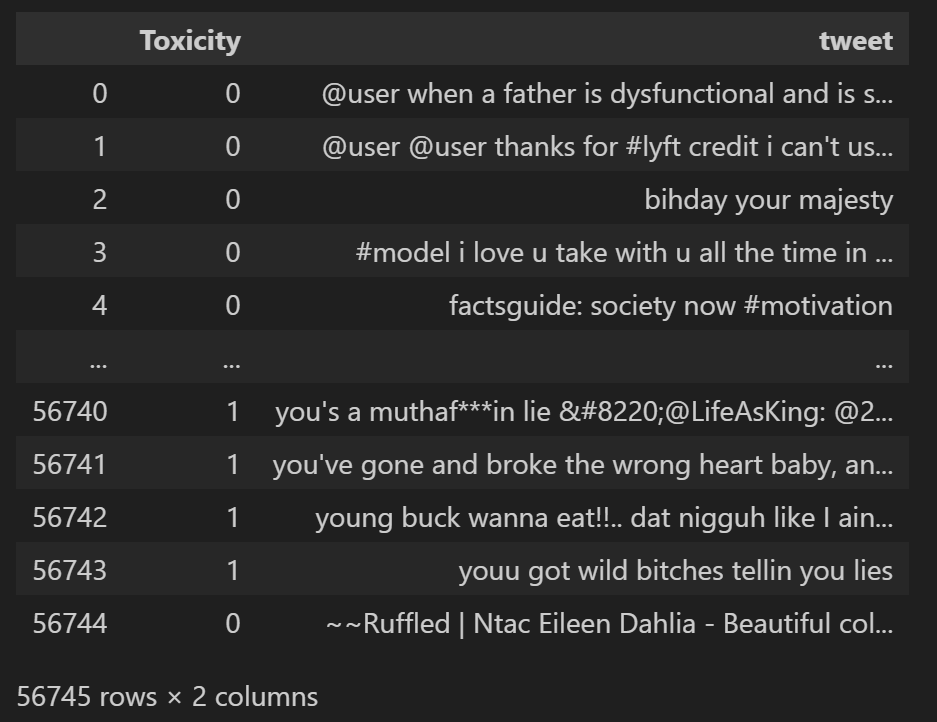 Toxicity tweet
0 0 @user when a father is dysfunctional and is s...
1 0 @user @user thanks for #lyft credit i can't us...
2 0 bihday your majesty
3 0 #model i love u take with u all the time in ...
4 0 factsguide: society now #motivation
... ... ...
56740 1 you's a muthaf***in lie &#8220;@LifeAsKing: @2...
56741 1 you've gone and broke the wrong heart baby, an...
56742 1 young buck wanna eat!!.. dat nigguh like I ain...
56743 1 youu got wild bitches tellin you lies
56744 0 ~~Ruffled | Ntac Eileen Dahlia - Beautiful col...
56745 rows × 2 columns